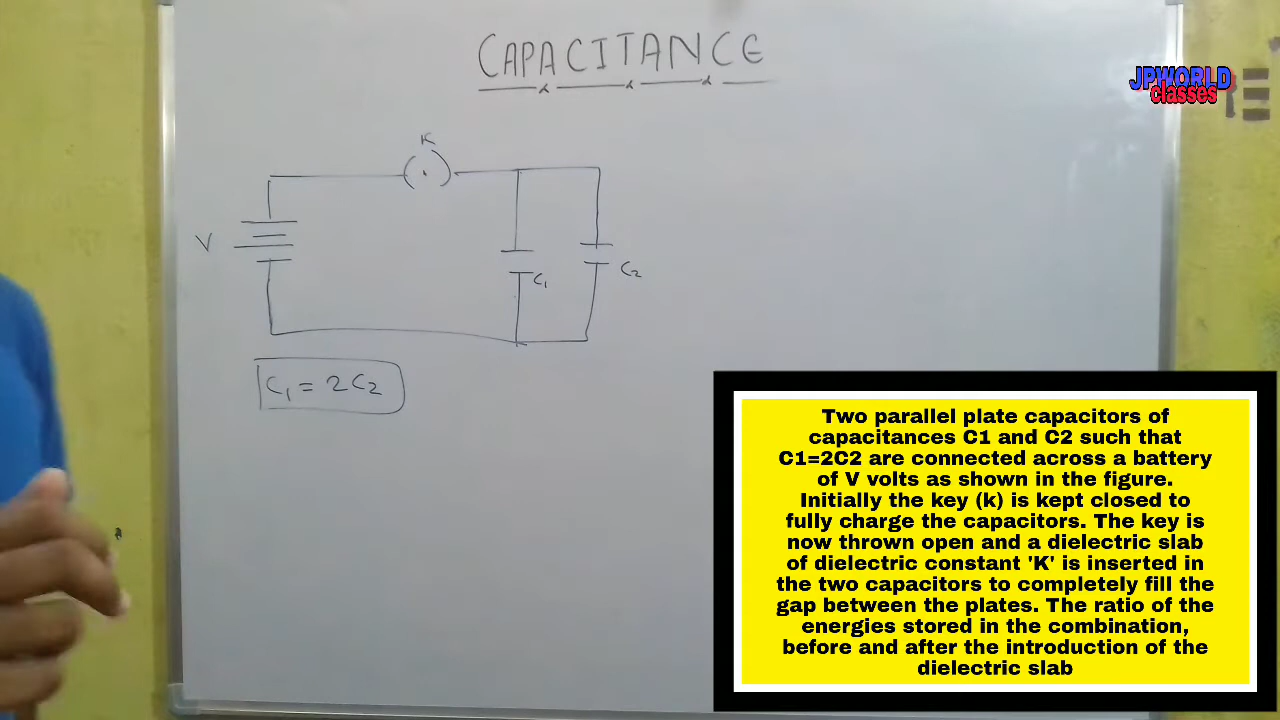 CAPACITANCE
JPWORLD
classes
K
V
C1
C2
C1 = 2C2
Two parallel plate capacitors of
capacitances C1 and C2 such that
C1=2C2 are connected across a battery
of V volts as shown in the figure.
Initially the key (k) is kept closed to
fully charge the capacitors. The key is
now thrown open and a dielectric slab
of dielectric constant 'K' is inserted in
the two capacitors to completely fill the
gap between the plates. The ratio of the
energies stored in the combination,
before and after the introduction of the
dielectric slab